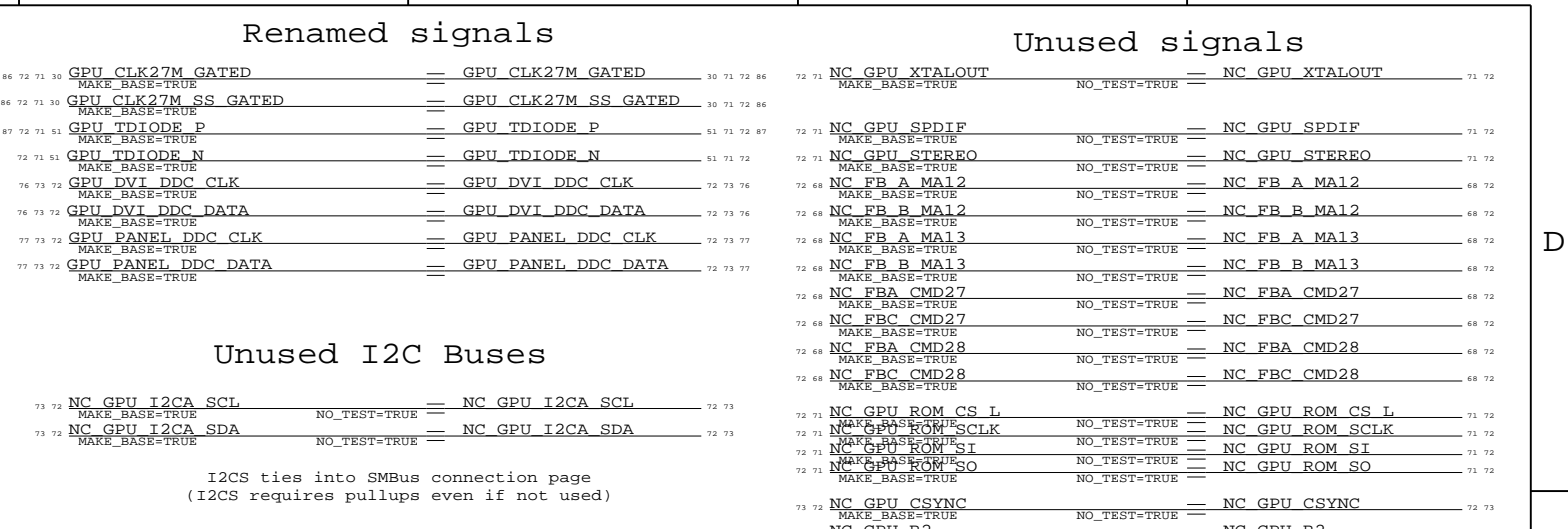 Renamed signals
86 72 71 30 GPU_CLK27M_GATED GPU_CLK27M_GATED 30 71 72 86
MAKE_BASE=TRUE
86 72 71 30 GPU_CLK27M_SS_GATED GPU_CLK27M_SS_GATED 30 71 72 86
MAKE_BASE=TRUE
87 72 71 51 GPU_TDIODE_P GPU_TDIODE_P 51 71 72 87
MAKE_BASE=TRUE
72 71 51 GPU_TDIODE_N GPU_TDIODE_N 51 71 72
MAKE_BASE=TRUE
76 73 72 GPU_DVI_DDC_CLK GPU_DVI_DDC_CLK 72 73 76
MAKE_BASE=TRUE
76 73 72 GPU_DVI_DDC_DATA GPU_DVI_DDC_DATA 72 73 76
MAKE_BASE=TRUE
77 73 72 GPU_PANEL_DDC_CLK GPU_PANEL_DDC_CLK 72 73 77
MAKE_BASE=TRUE
77 73 72 GPU_PANEL_DDC_DATA GPU_PANEL_DDC_DATA 72 73 77
MAKE_BASE=TRUE
Unused I2C Buses
73 72 NC_GPU_I2CA_SCL NC_GPU_I2CA_SCL 72 73
MAKE_BASE=TRUE NO_TEST=TRUE
73 72 NC_GPU_I2CA_SDA NC_GPU_I2CA_SDA 72 73
MAKE_BASE=TRUE NO_TEST=TRUE
I2CS ties into SMBus connection page
(I2CS requires pullups even if not used)
Unused signals
72 71 NC_GPU_XTALOUT NC_GPU_XTALOUT 71 72
MAKE_BASE=TRUE NO_TEST=TRUE
72 71 NC_GPU_SPDIF NC_GPU_SPDIF 71 72
MAKE_BASE=TRUE NO_TEST=TRUE
72 71 NC_GPU_STEREO NC_GPU_STEREO 71 72
MAKE_BASE=TRUE NO_TEST=TRUE
72 68 NC_FB_A_MA12 NC_FB_A_MA12 68 72
MAKE_BASE=TRUE NO_TEST=TRUE
72 68 NC_FB_B_MA12 NC_FB_B_MA12 68 72
MAKE_BASE=TRUE NO_TEST=TRUE
72 68 NC_FB_A_MA13 NC_FB_A_MA13 68 72
MAKE_BASE=TRUE NO_TEST=TRUE
72 68 NC_FB_B_MA13 NC_FB_B_MA13 68 72
MAKE_BASE=TRUE NO_TEST=TRUE
72 68 NC_FBA_CMD27 NC_FBA_CMD27 68 72
MAKE_BASE=TRUE NO_TEST=TRUE
72 68 NC_FBC_CMD27 NC_FBC_CMD27 68 72
MAKE_BASE=TRUE NO_TEST=TRUE
72 68 NC_FBA_CMD28 NC_FBA_CMD28 68 72
MAKE_BASE=TRUE NO_TEST=TRUE
72 68 NC_FBC_CMD28 NC_FBC_CMD28 68 72
MAKE_BASE=TRUE NO_TEST=TRUE
72 71 NC_GPU_ROM_CS_L NC_GPU_ROM_CS_L 71 72
MAKE_BASE=TRUE NO_TEST=TRUE
72 71 NC_GPU_ROM_SCLK NC_GPU_ROM_SCLK 71 72
MAKE_BASE=TRUE NO_TEST=TRUE
72 71 NC_GPU_ROM_SI NC_GPU_ROM_SI 71 72
MAKE_BASE=TRUE NO_TEST=TRUE
72 71 NC_GPU_ROM_SO NC_GPU_ROM_SO 71 72
MAKE_BASE=TRUE NO_TEST=TRUE
73 72 NC_GPU_CSYNC NC_GPU_CSYNC 72 73
MAKE_BASE=TRUE NO_TEST=TRUE
D